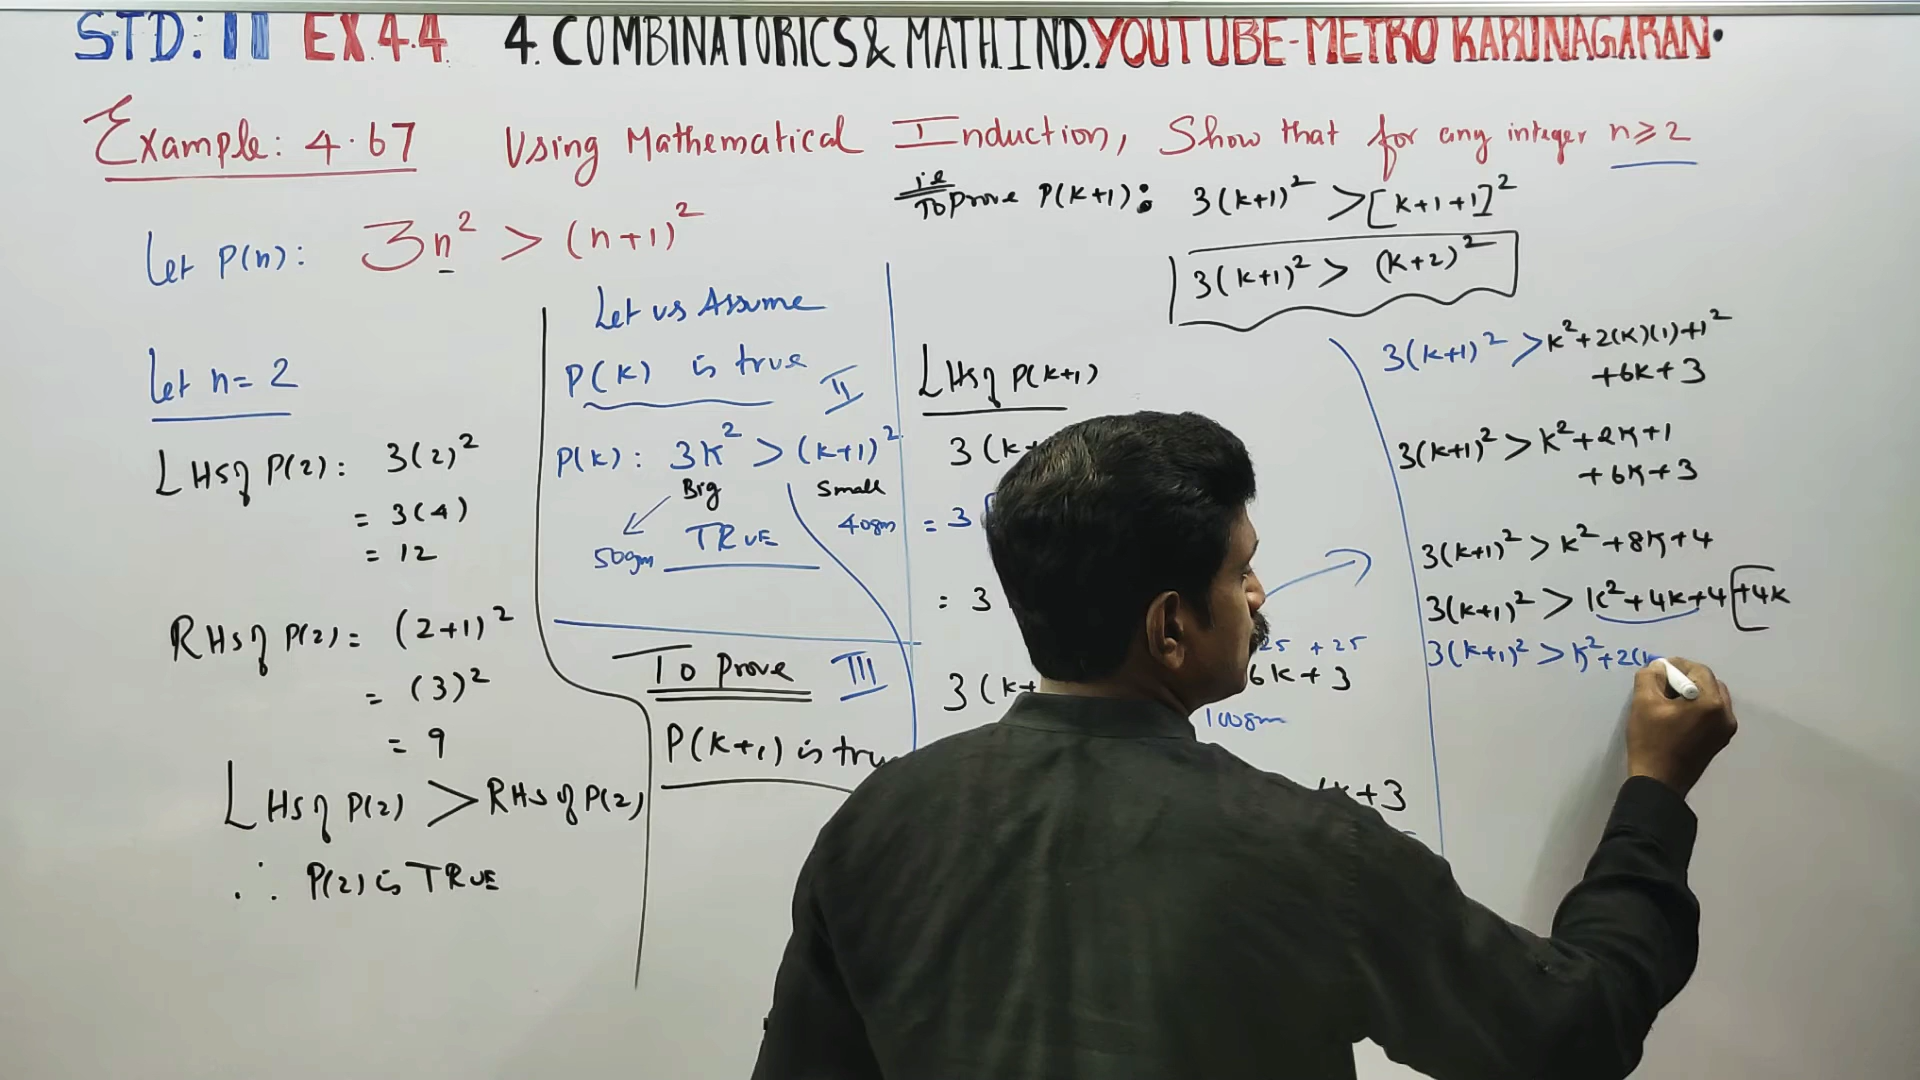 STD: 11 EX.4.4 4. COMBINATORICS & MATH.IND. YOUTUBE-METRO KARUNAGARAN.
Example: 4.67 Using Mathematical Induction, Show that for any integer n ≥ 2
Let P(n): 3n² > (n+1)²
ie
To prove P(k+1): 3(k+1)² > [k+1+1]²
3(k+1)² > (k+2)²
Let n = 2
LHS of P(2): 3(2)²
= 3(4)
= 12
RHS of P(2) = (2+1)²
= (3)²
= 9
LHS of P(2) > RHS of P(2)
∴ P(2) is TRUE
Let us Assume
P(k) is true II
P(k): 3k² > (k+1)²
Big Small
50gm TRUE 40gm
To prove III
P(k+1) is tru
LHS of P(k+1)
3(k+
= 3
= 3
25 + 25
3(k+ 6k+3
100gm
k+3
3(k+1)² > k²+2(k)(1)+1²
+6k+3
3(k+1)² > k²+2k+1
+6k+3
3(k+1)² > k²+8k+4
3(k+1)² > k²+4k+4+4k
3(k+1)² > k²+2(